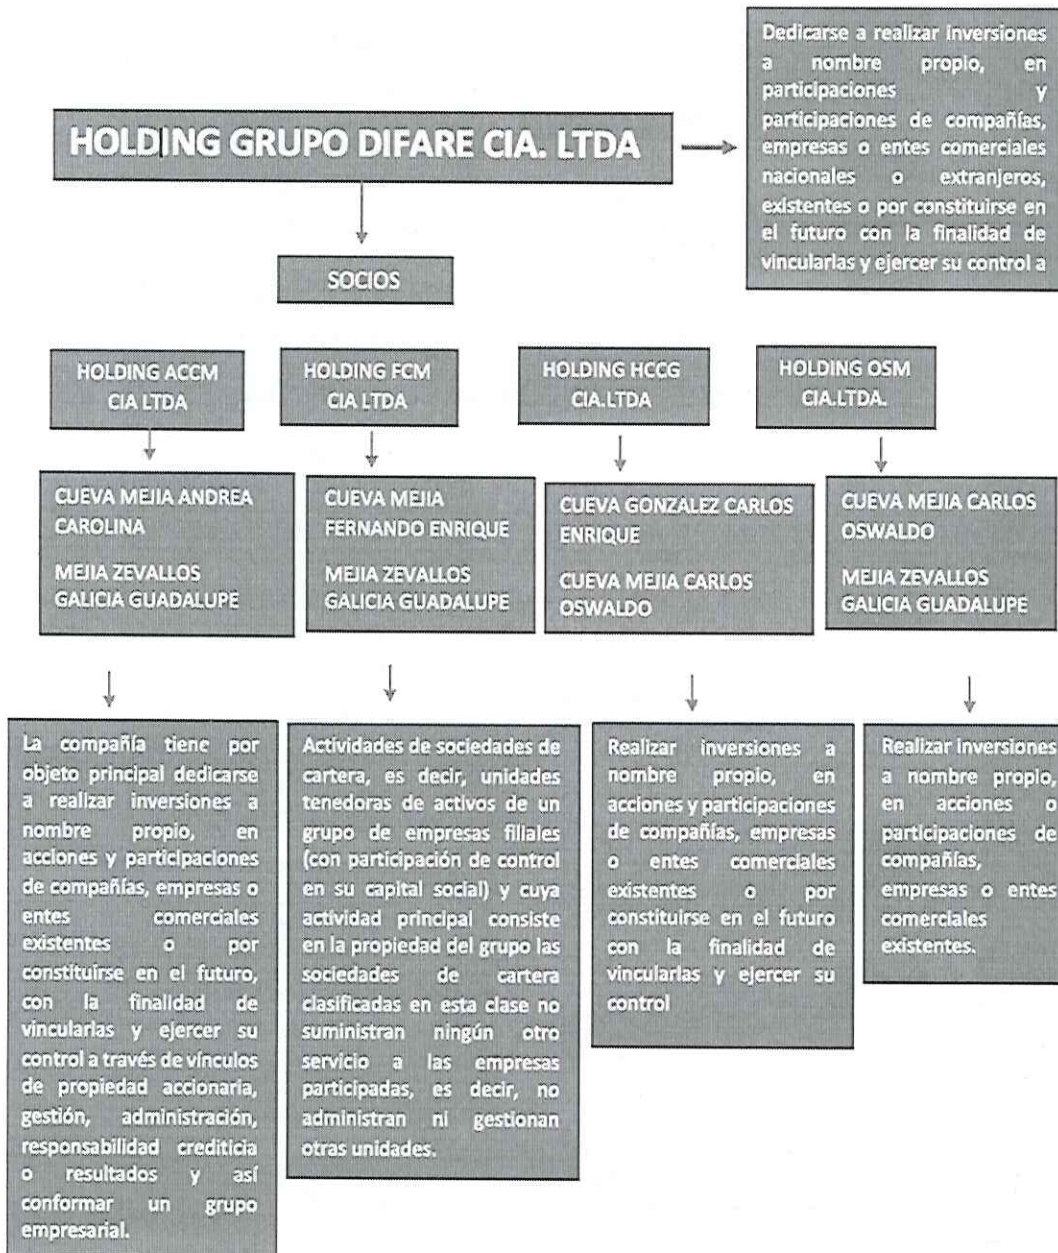 HOLDING GRUPO DIFARE CIA. LTDA
Dedicarse a realizar inversiones
a nombre propio, en
participaciones y
participaciones de compañías,
empresas o entes comerciales
nacionales o extranjeros,
existentes o por constituirse en
el futuro con la finalidad de
vincularlas y ejercer su control a
SOCIOS
HOLDING ACCM
CIA LTDA
HOLDING FCM
CIA LTDA
HOLDING HCCG
CIA.LTDA
HOLDING OSM
CIA.LTDA.
CUEVA MEJIA ANDREA
CAROLINA
MEJIA ZEVALLOS
GALICIA GUADALUPE
CUEVA MEJIA
FERNANDO ENRIQUE
MEJIA ZEVALLOS
GALICIA GUADALUPE
CUEVA GONZALEZ CARLOS
ENRIQUE
CUEVA MEJIA CARLOS
OSWALDO
CUEVA MEJIA CARLOS
OSWALDO
MEJIA ZEVALLOS
GALICIA GUADALUPE
La compañía tiene por
objeto principal dedicarse
a realizar inversiones a
nombre propio, en
acciones y participaciones
de compañías, empresas o
entes comerciales
existentes o por
constituirse en el futuro,
con la finalidad de
vincularlas y ejercer su
control a través de vínculos
de propiedad accionaria,
gestión, administración,
responsabilidad crediticia
o resultados y así
conformar un grupo
empresarial.
Actividades de sociedades de
cartera, es decir, unidades
tenedoras de activos de un
grupo de empresas filiales
(con participación de control
en su capital social) y cuya
actividad principal consiste
en la propiedad del grupo las
sociedades de cartera
clasificadas en esta clase no
suministran ningún otro
servicio a las empresas
participadas, es decir, no
administran ni gestionan
otras unidades.
Realizar inversiones a
nombre propio, en
acciones y participaciones
de compañías, empresas
o entes comerciales
existentes o por
constituirse en el futuro
con la finalidad de
vincularlas y ejercer su
control
Realizar inversiones
a nombre propio,
en acciones o
participaciones de
compañías,
empresas o entes
comerciales
existentes.